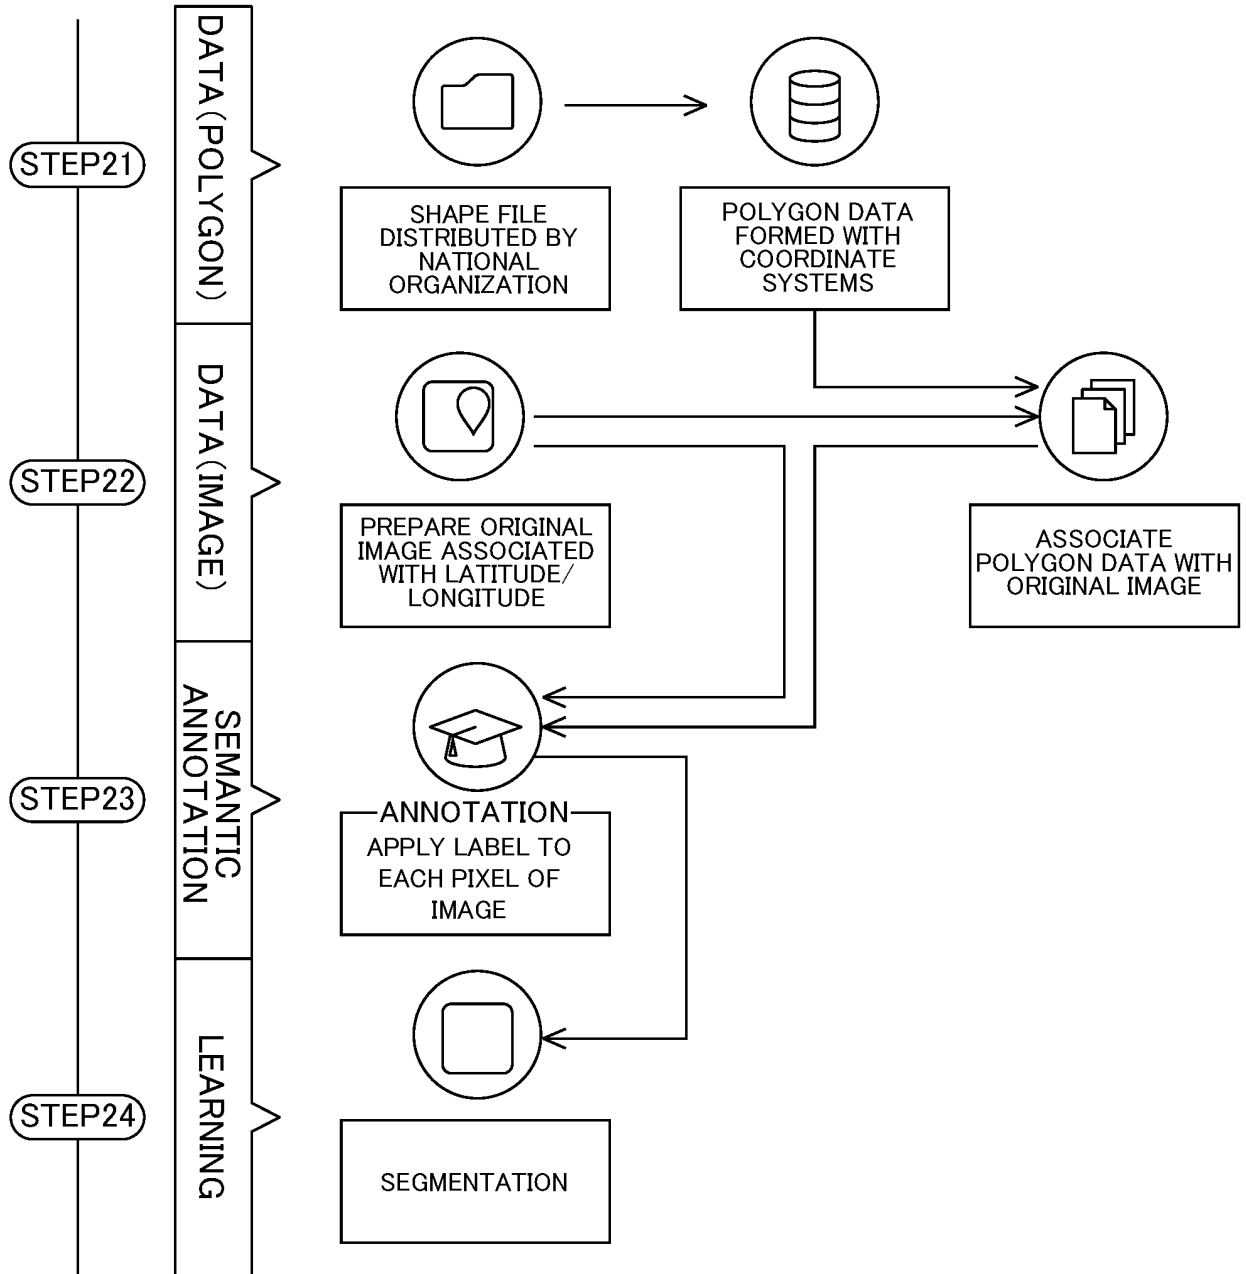 STEP21
DATA(POLYGON)
SHAPE FILE
DISTRIBUTED BY
NATIONAL
ORGANIZATION
POLYGON DATA
FORMED WITH
COORDINATE
SYSTEMS
STEP22
DATA(IMAGE)
PREPARE ORIGINAL
IMAGE ASSOCIATED
WITH LATITUDE/
LONGITUDE
ASSOCIATE
POLYGON DATA WITH
ORIGINAL IMAGE
STEP23
SEMANTIC
ANNOTATION
ANNOTATION
APPLY LABEL TO
EACH PIXEL OF
IMAGE
STEP24
LEARNING
SEGMENTATION